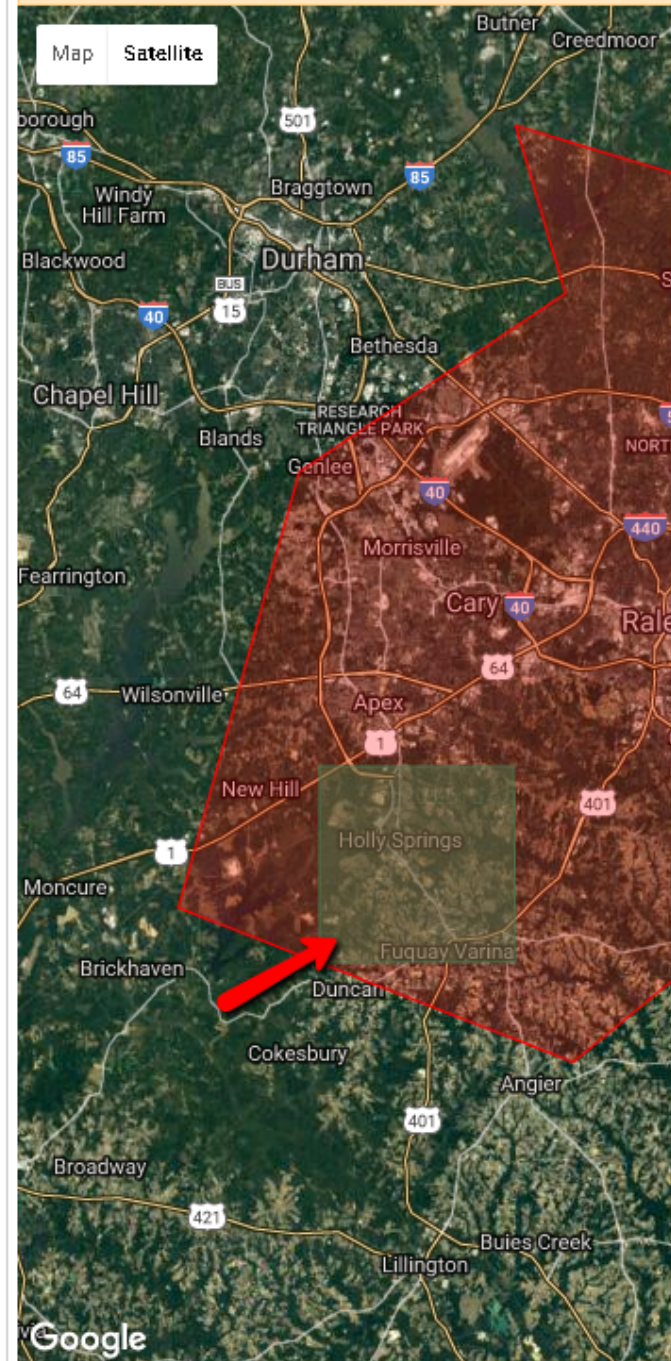 Butner
Creedmoor
Map
Satellite
borough
501
85
85
Windy
Hill Farm
Braggtown
Blackwood
Durham
BUS
15
40
Bethesda
Chapel Hill
RESEARCH
TRIANGLE PARK
Blands
NORT
Genlee
40
440
Morrisville
Fearrington
Cary
40
Rale
64
64
Wilsonville
Apex
1
New Hill
401
Holly Springs
1
Moncure
Fuquay Varina
Brickhaven
Duncan
Cokesbury
Angier
401
Broadway
421
Buies Creek
Lillington
Google